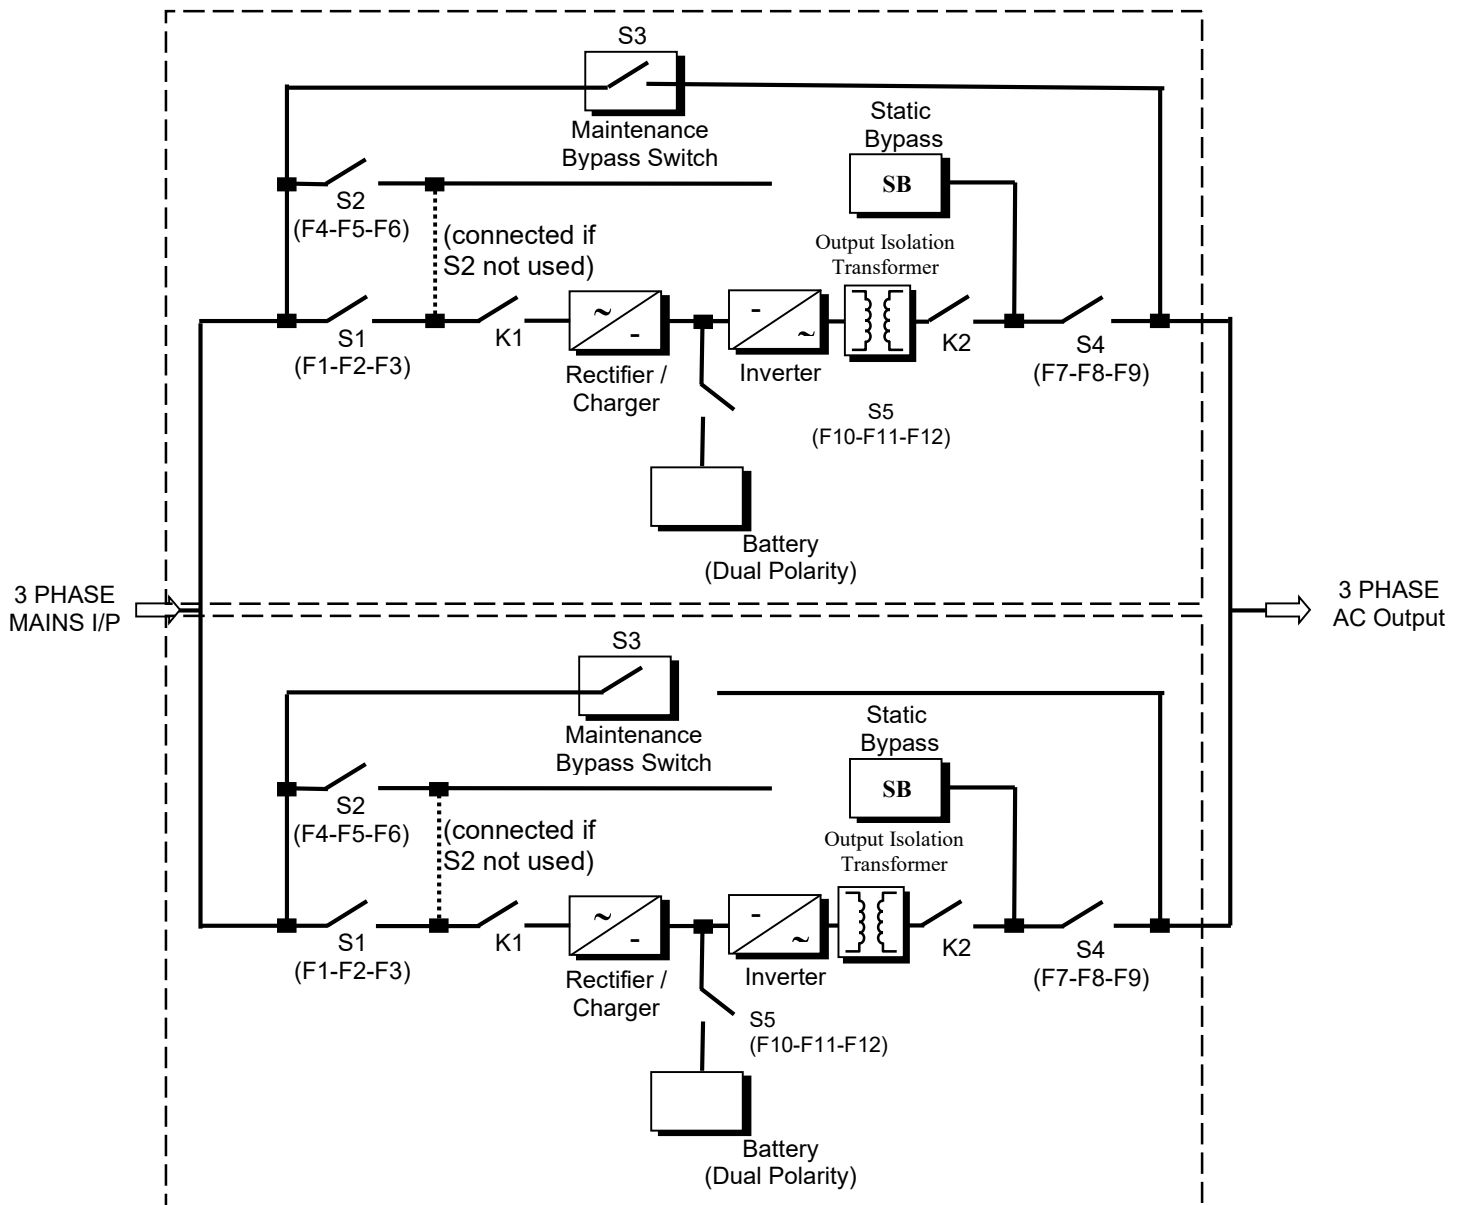 S3
Maintenance
Bypass Switch
Static
Bypass
SB
S2
(F4-F5-F6)
(connected if
S2 not used)
Output Isolation
Transformer
S1
(F1-F2-F3)
K1
~
-
Rectifier /
Charger
-
~
Inverter
K2
S4
(F7-F8-F9)
S5
(F10-F11-F12)
Battery
(Dual Polarity)
3 PHASE
MAINS I/P
3 PHASE
AC Output
S3
Maintenance
Bypass Switch
Static
Bypass
SB
S2
(F4-F5-F6)
(connected if
S2 not used)
Output Isolation
Transformer
S1
(F1-F2-F3)
K1
~
-
Rectifier /
Charger
-
~
Inverter
K2
S4
(F7-F8-F9)
S5
(F10-F11-F12)
Battery
(Dual Polarity)